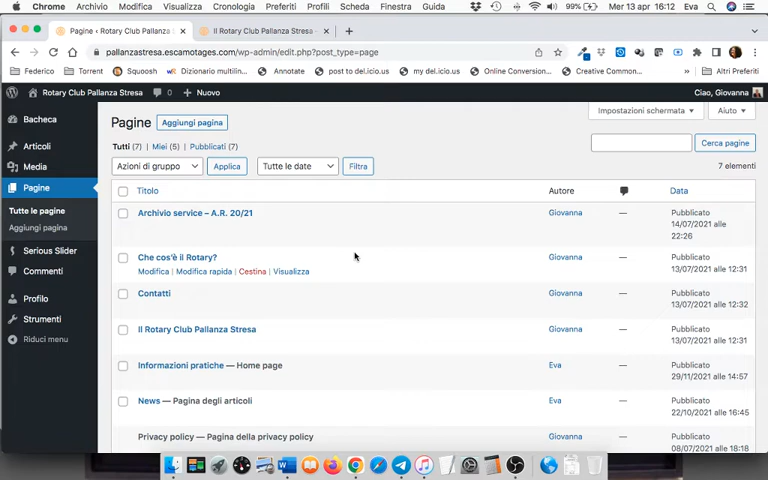 Chrome Archivio Modifica Visualizza Cronologia Preferiti Profili Scheda Finestra Guida 99% Mer 13 apr 16:12 Eva
Pagine ‹ Rotary Club Pallanza S Il Rotary Club Pallanza Stresa
pallanzastresa.escamotages.com/wp-admin/edit.php?post_type=page
Federico Torrent Squoosh Dizionario multilin... Annotate post to del.icio.us my del.icio.us Online Conversion... Creative Common... » Altri Preferiti
Rotary Club Pallanza Stresa 0 + Nuovo Ciao, Giovanna
Bacheca
Articoli
Media
Pagine
Tutte le pagine
Aggiungi pagina
Serious Slider
Commenti
Profilo
Strumenti
Riduci menu
Impostazioni schermata Aiuto
Pagine Aggiungi pagina
Tutti (7) | Miei (5) | Pubblicati (7)
Cerca pagine
Azioni di gruppo Applica Tutte le date Filtra 7 elementi
Titolo Autore Data
Archivio service – A.R. 20/21 Giovanna — Pubblicato
14/07/2021 alle
22:26
Che cos'è il Rotary? Giovanna — Pubblicato
Modifica | Modifica rapida | Cestina | Visualizza 13/07/2021 alle 12:31
Contatti Giovanna — Pubblicato
13/07/2021 alle 12:32
Il Rotary Club Pallanza Stresa Giovanna — Pubblicato
13/07/2021 alle 12:31
Informazioni pratiche — Home page Eva — Pubblicato
29/11/2021 alle 14:57
News — Pagina degli articoli Eva — Pubblicato
22/10/2021 alle 16:45
Privacy policy — Pagina della privacy policy Giovanna — Pubblicato
08/07/2021 alle 18:18